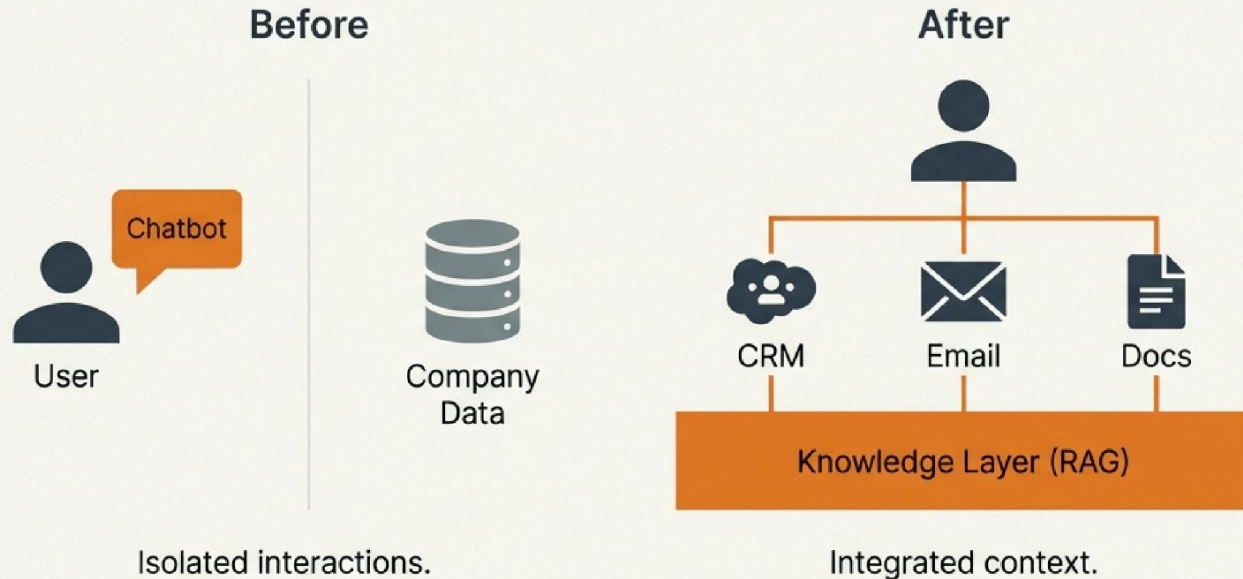 Before
Chatbot
User
Company
Data
Isolated interactions.
After
CRM
Email
Docs
Knowledge Layer (RAG)
Integrated context.